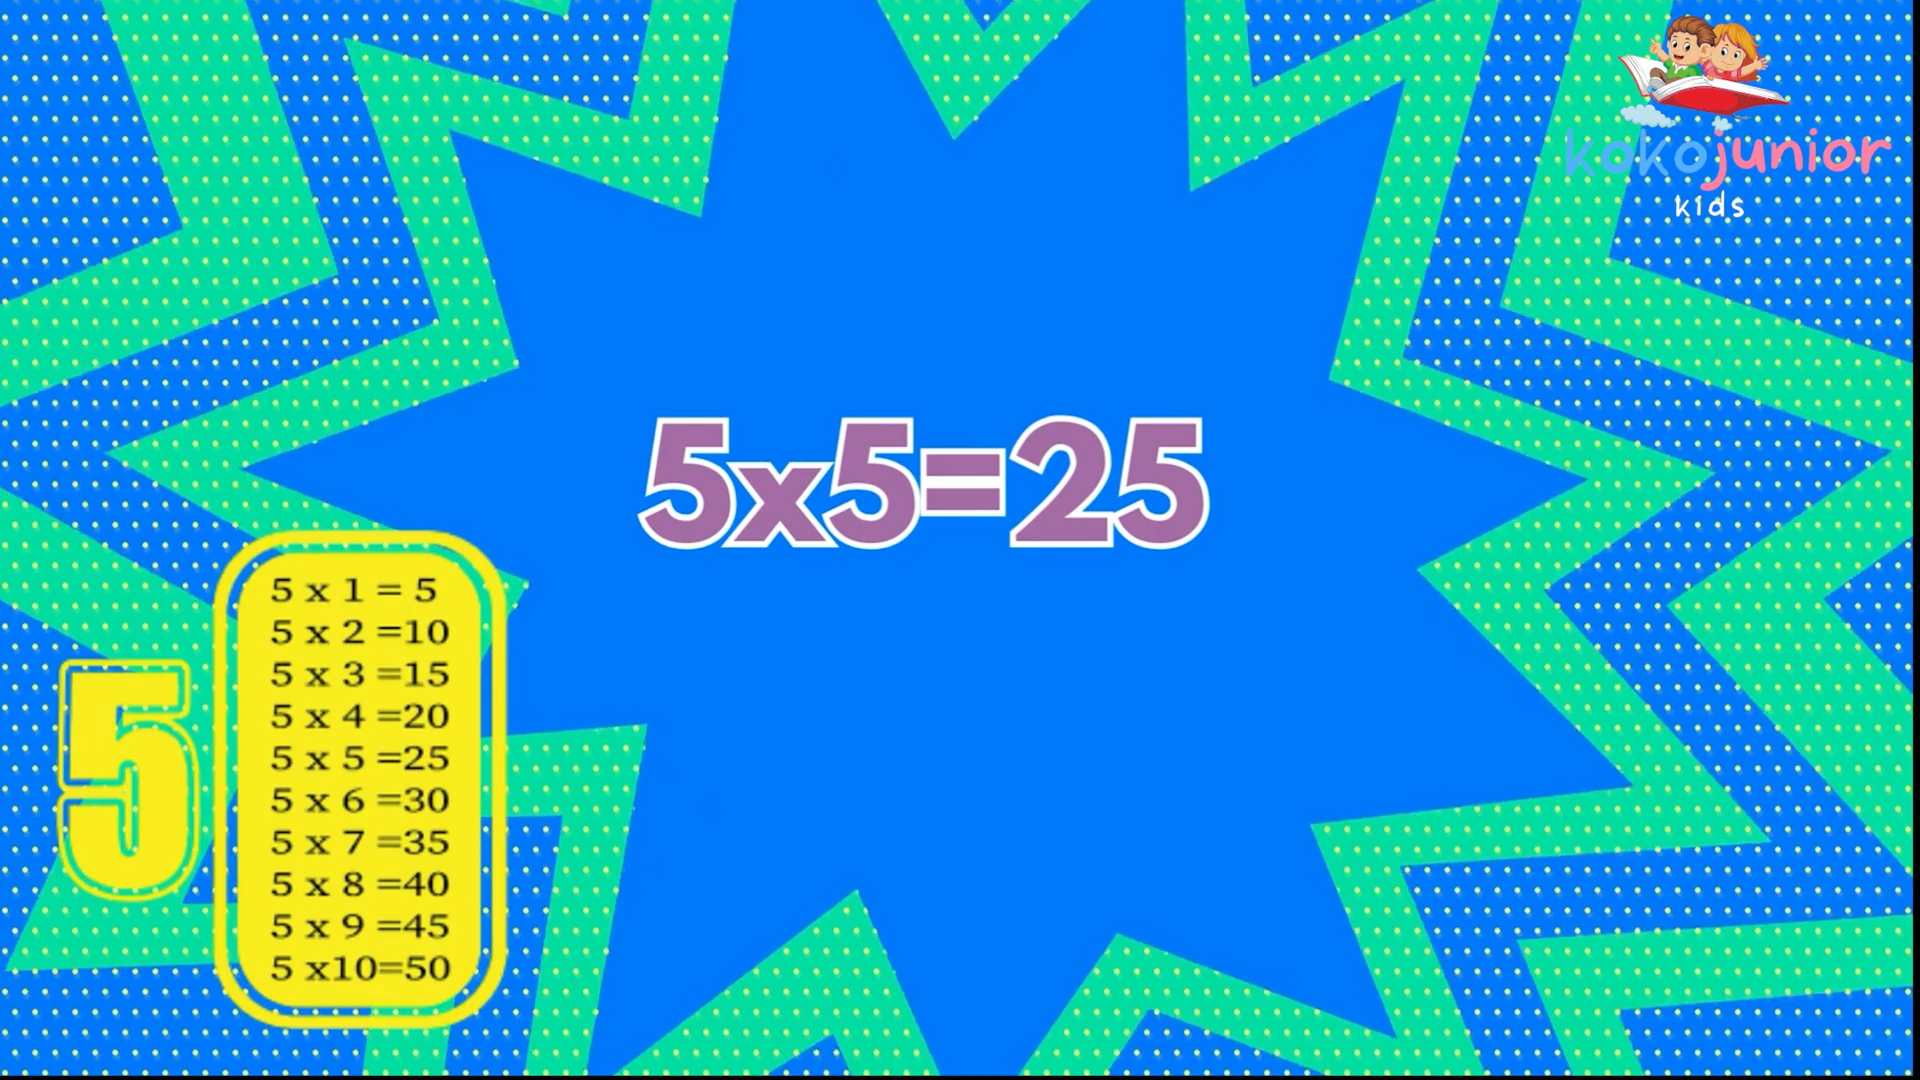 kokojunior
kids
5x5=25
5
5 x 1 = 5
5 x 2 =10
5 x 3 =15
5 x 4 =20
5 x 5 =25
5 x 6 =30
5 x 7 =35
5 x 8 =40
5 x 9 =45
5 x10=50